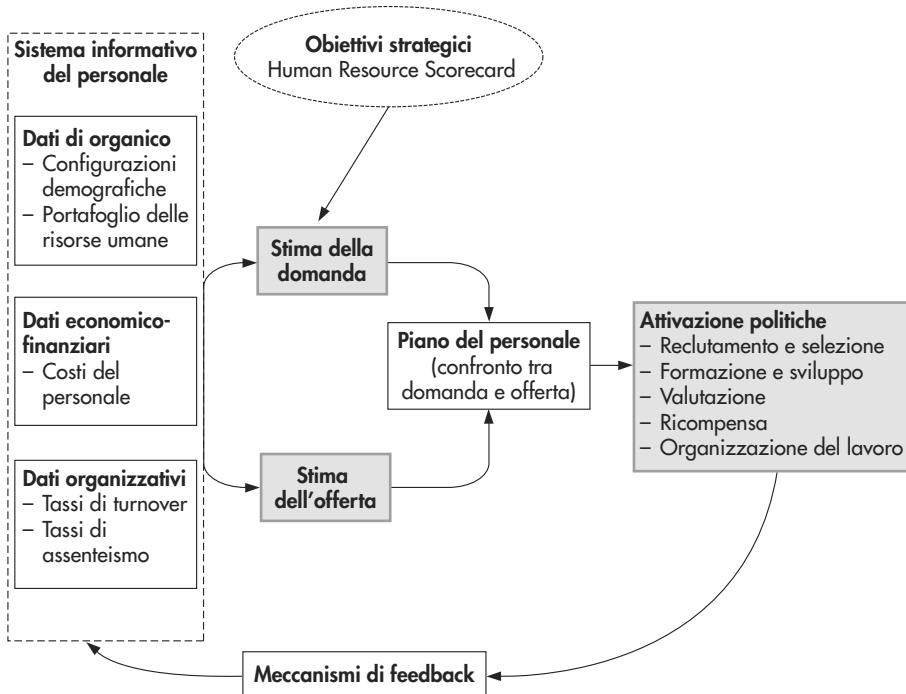 Sistema informativo
del personale
Obiettivi strategici
Human Resource Scorecard
Dati di organico
– Configurazioni
demografiche
– Portafoglio delle
risorse umane
Stima della
domanda
Dati economico-
finanziari
– Costi del
personale
Piano del personale
(confronto tra
domanda e offerta)
Attivazione politiche
– Reclutamento e selezione
– Formazione e sviluppo
– Valutazione
– Ricompensa
– Organizzazione del lavoro
Dati organizzativi
– Tassi di turnover
– Tassi di
assenteismo
Stima
dell'offerta
Meccanismi di feedback